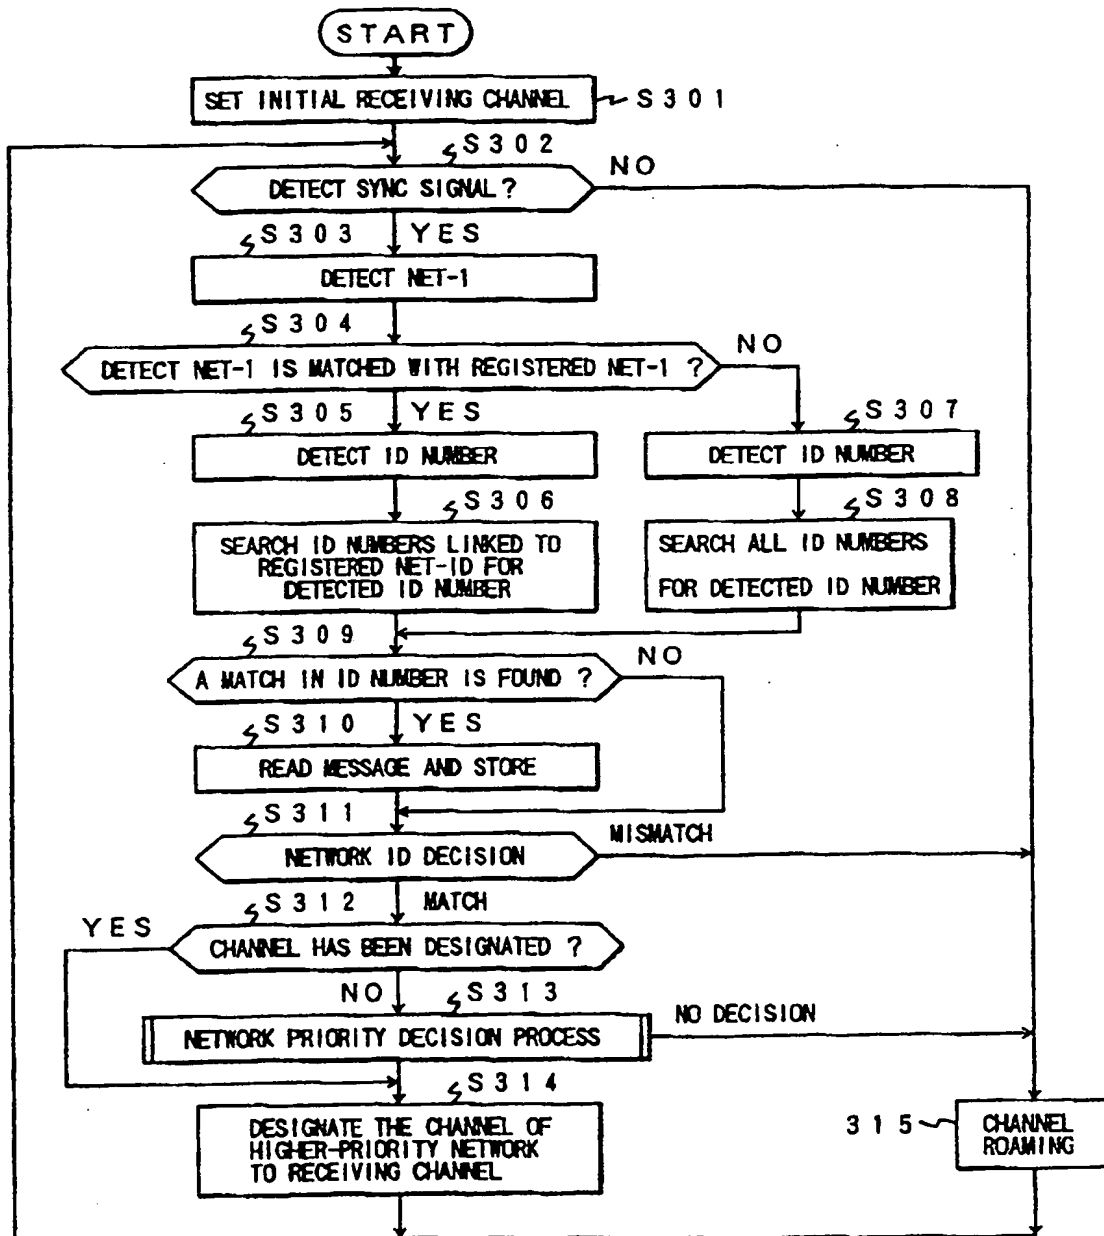 START
SET INITIAL RECEIVING CHANNEL
S301
S302
DETECT SYNC SIGNAL?
NO
S303
YES
DETECT NET-1
S304
DETECT NET-1 IS MATCHED WITH REGISTERED NET-1 ?
NO
S305
YES
S307
DETECT ID NUMBER
DETECT ID NUMBER
S306
S308
SEARCH ID NUMBERS LINKED TO
REGISTERED NET-ID FOR
DETECTED ID NUMBER
SEARCH ALL ID NUMBERS
FOR DETECTED ID NUMBER
S309
A MATCH IN ID NUMBER IS FOUND ?
NO
S310
YES
READ MESSAGE AND STORE
S311
NETWORK ID DECISION
MISMATCH
S312
MATCH
YES
CHANNEL HAS BEEN DESIGNATED ?
NO
S313
NETWORK PRIORITY DECISION PROCESS
NO DECISION
S314
DESIGNATE THE CHANNEL OF
HIGHER-PRIORITY NETWORK
TO RECEIVING CHANNEL
315
CHANNEL
ROAMING